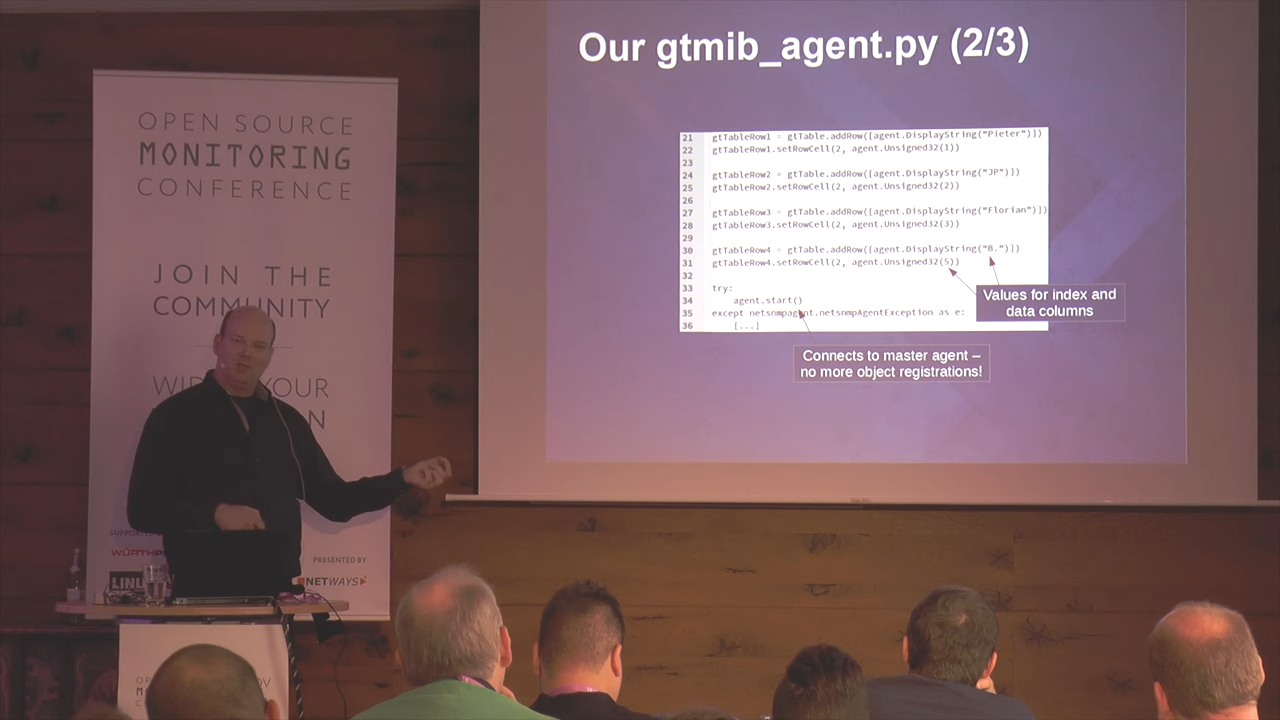 Our gtmib_agent.py (2/3)
OPEN SOURCE
MONITORING
CONFERENCE
JOIN THE
COMMUNITY
21 gtTableRow1 = gtTable.addRow([agent.DisplayString("Pieter")])
22 gtTableRow1.setRowCell(2, agent.Unsigned32(1))
23
24 gtTableRow2 = gtTable.addRow([agent.DisplayString("JP")])
25 gtTableRow2.setRowCell(2, agent.Unsigned32(2))
26
27 gtTableRow3 = gtTable.addRow([agent.DisplayString("Florian")])
28 gtTableRow3.setRowCell(2, agent.Unsigned32(3))
29
30 gtTableRow4 = gtTable.addRow([agent.DisplayString("B.")])
31 gtTableRow4.setRowCell(2, agent.Unsigned32(5))
32
33 try:
34 agent.start()
35 except netsnmpagent.netsnmpAgentException as e:
36 [...]
Values for index and
data columns
Connects to master agent –
no more object registrations!
PRESENTED BY
NETWAYS